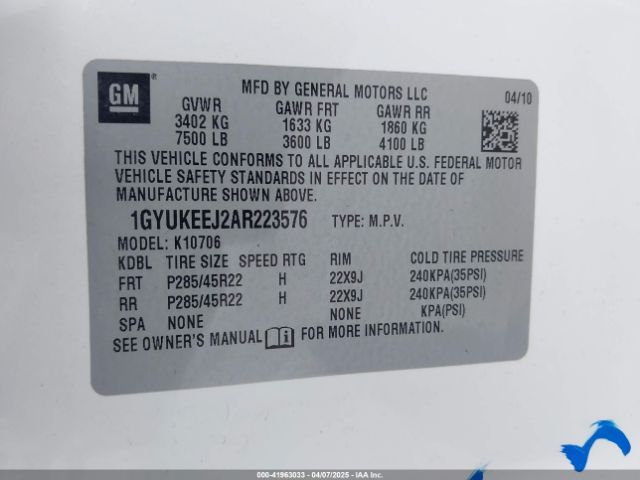 GM ®
MFD BY GENERAL MOTORS LLC 04/10
GVWR GAWR FRT GAWR RR
3402 KG 1633 KG 1860 KG
7500 LB 3600 LB 4100 LB
THIS VEHICLE CONFORMS TO ALL APPLICABLE U.S. FEDERAL MOTOR
VEHICLE SAFETY STANDARDS IN EFFECT ON THE DATE OF
MANUFACTURE SHOWN ABOVE.
1GYUKEEJ2AR223576 TYPE: M.P.V.
MODEL: K10706
KDBL TIRE SIZE SPEED RTG RIM COLD TIRE PRESSURE
FRT P285/45R22 H 22X9J 240KPA(35PSI)
RR P285/45R22 H 22X9J 240KPA(35PSI)
SPA NONE NONE KPA(PSI)
SEE OWNER'S MANUAL FOR MORE INFORMATION.
000-41963033 - 04/07/2025 - IAA Inc.